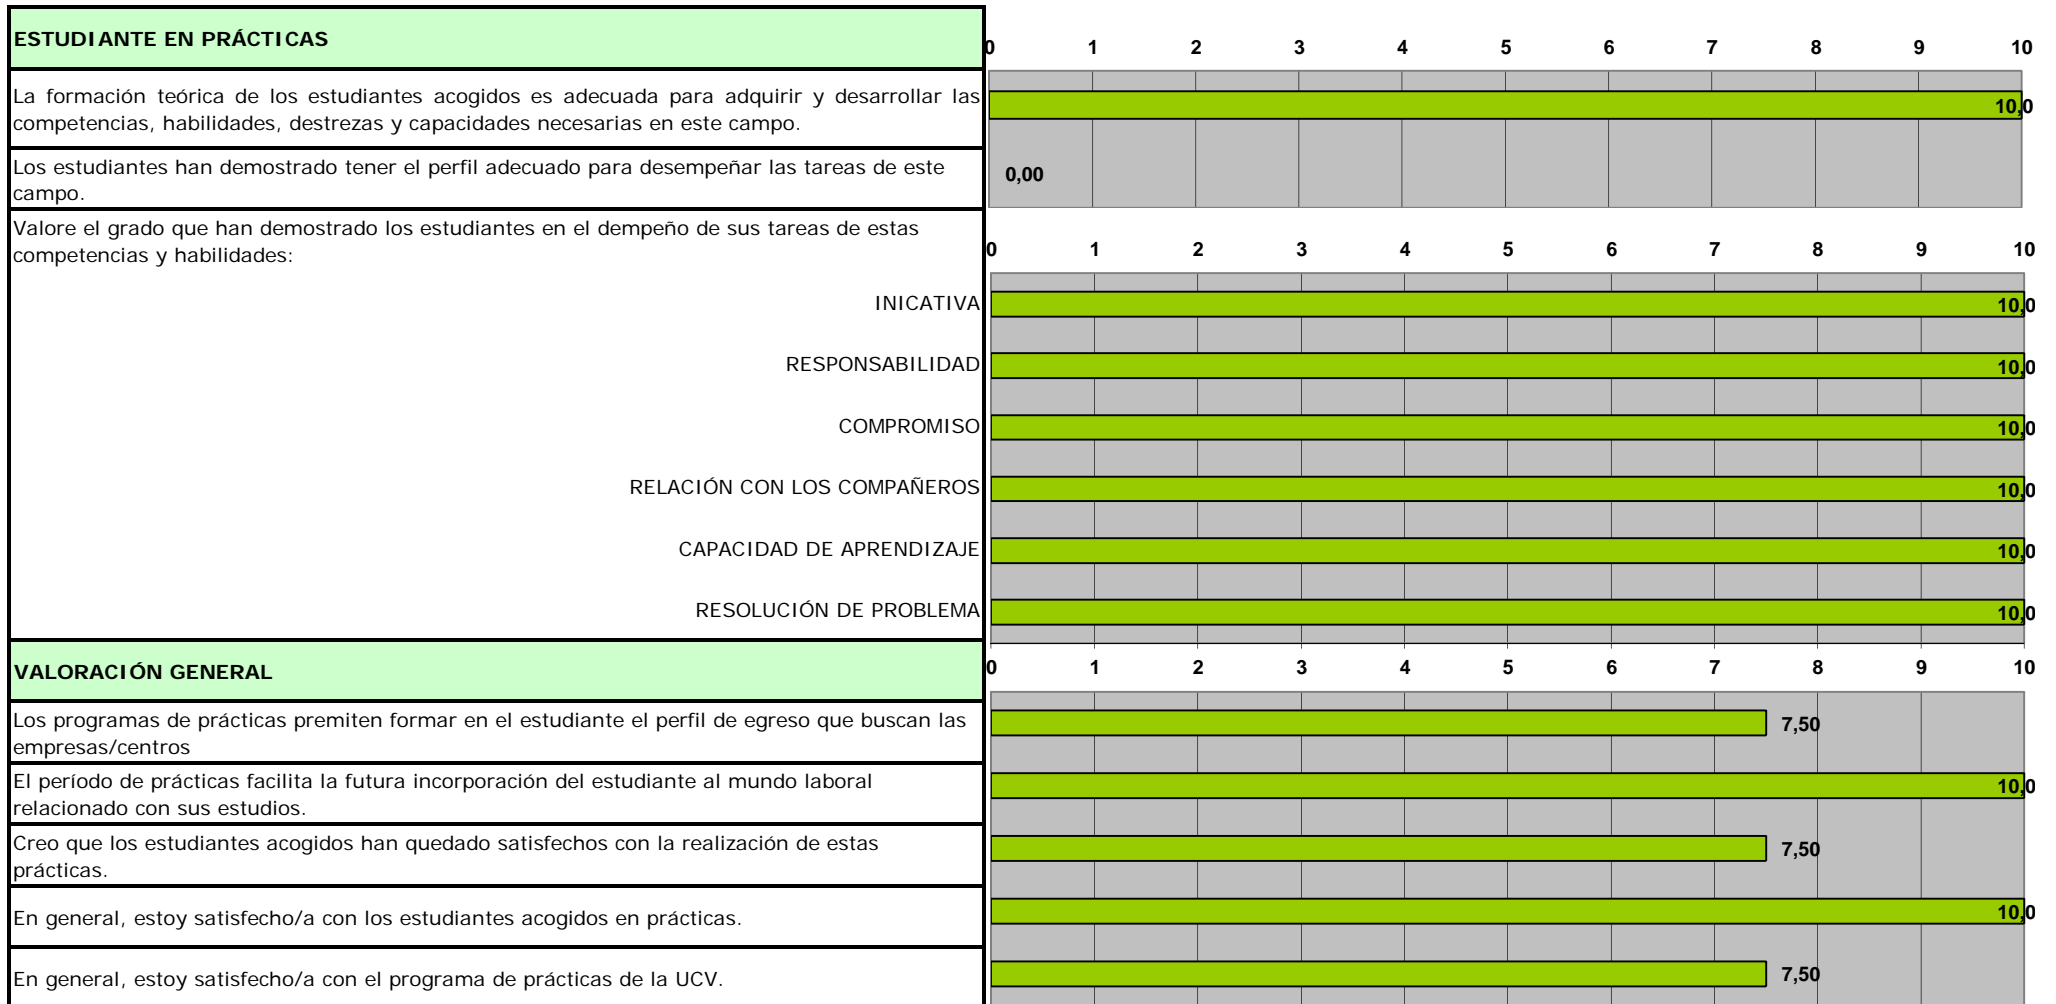 ESTUDIANTE EN PRÁCTICAS
0 1 2 3 4 5 6 7 8 9 10
La formación teórica de los estudiantes acogidos es adecuada para adquirir y desarrollar las
competencias, habilidades, destrezas y capacidades necesarias en este campo.
10,0
Los estudiantes han demostrado tener el perfil adecuado para desempeñar las tareas de este
campo.
0,00
Valore el grado que han demostrado los estudiantes en el dempeño de sus tareas de estas
competencias y habilidades:
0 1 2 3 4 5 6 7 8 9 10
INICATIVA 10,0
RESPONSABILIDAD 10,0
COMPROMISO 10,0
RELACIÓN CON LOS COMPAÑEROS 10,0
CAPACIDAD DE APRENDIZAJE 10,0
RESOLUCIÓN DE PROBLEMA 10,0
VALORACIÓN GENERAL
0 1 2 3 4 5 6 7 8 9 10
Los programas de prácticas premiten formar en el estudiante el perfil de egreso que buscan las
empresas/centros
7,50
El período de prácticas facilita la futura incorporación del estudiante al mundo laboral
relacionado con sus estudios.
10,0
Creo que los estudiantes acogidos han quedado satisfechos con la realización de estas
prácticas.
7,50
En general, estoy satisfecho/a con los estudiantes acogidos en prácticas. 10,0
En general, estoy satisfecho/a con el programa de prácticas de la UCV. 7,50